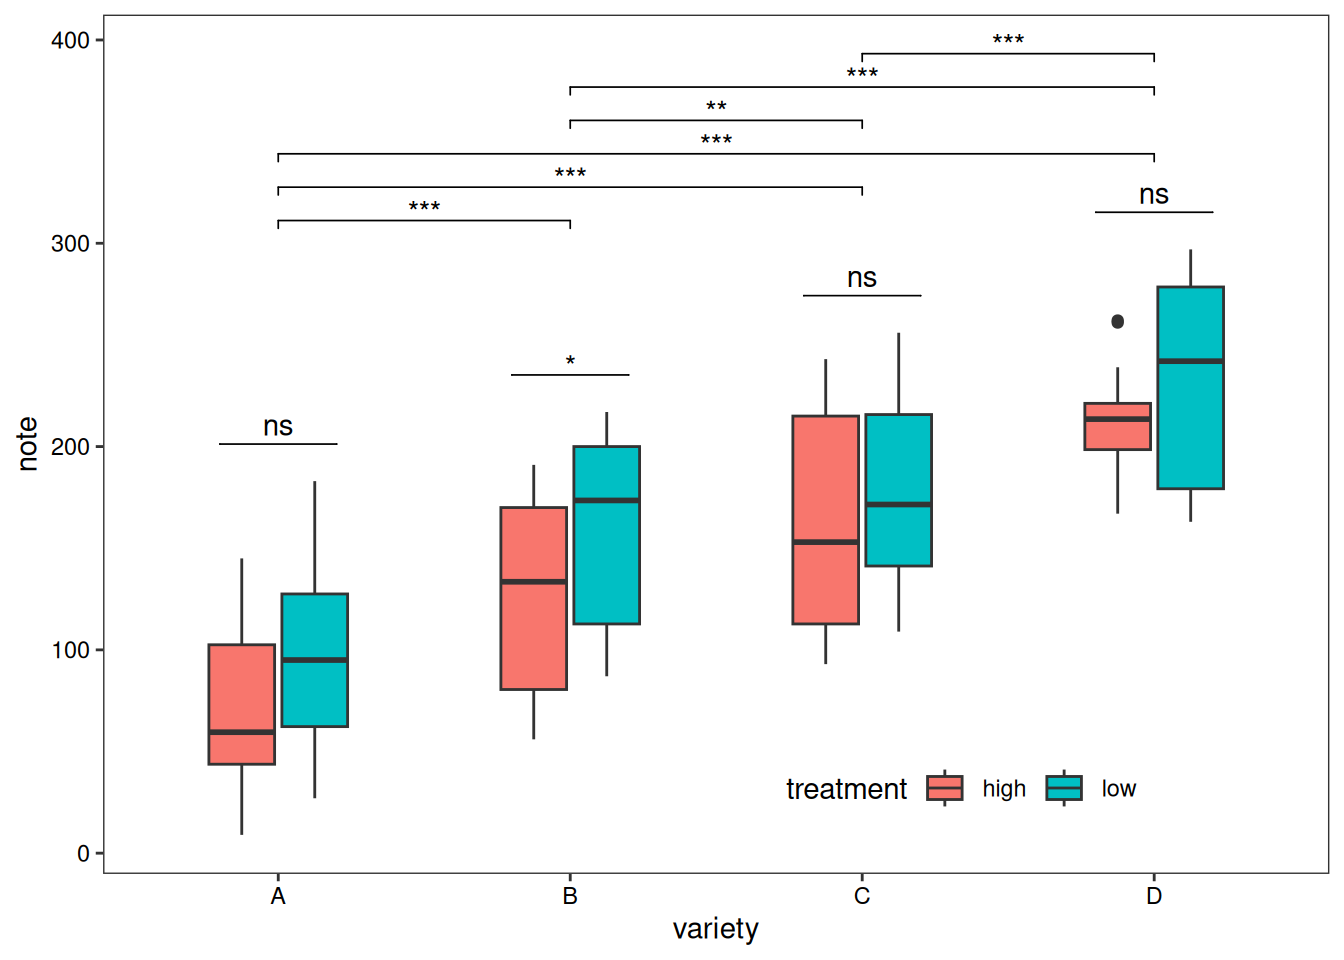 400
***
***
**
***
***
***
ns
300
ns
*
200
ns
note
100
treatment high low
0
A B C D
variety